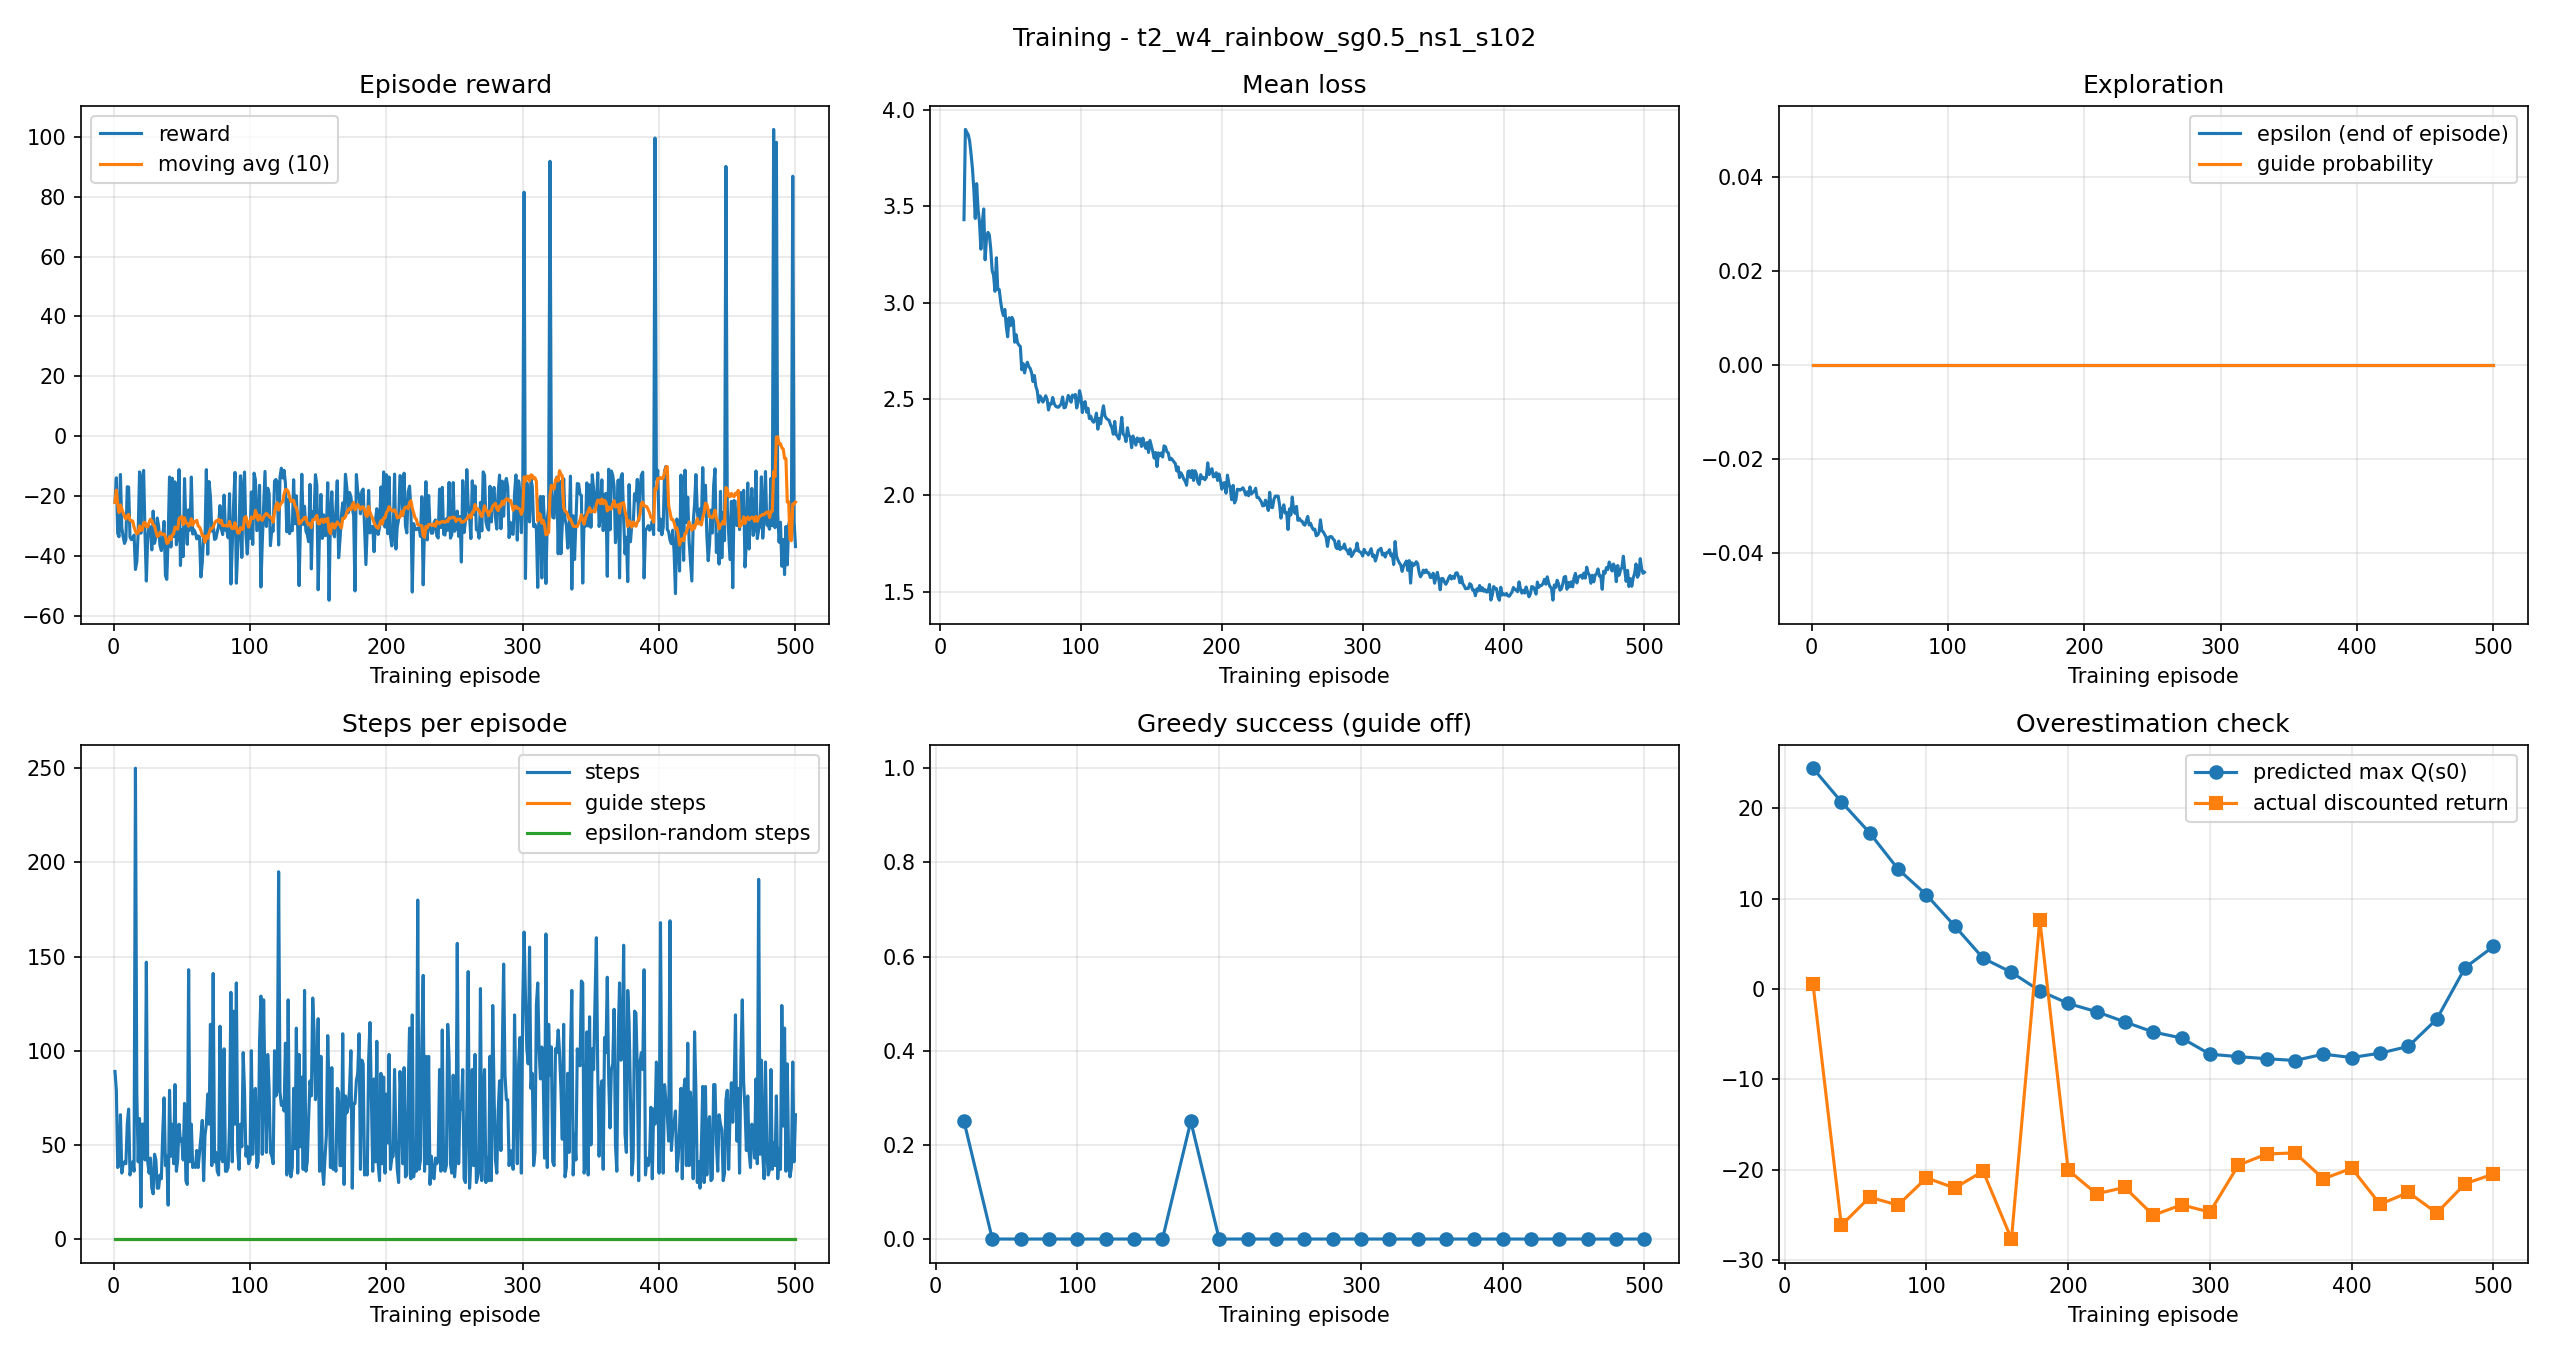 Training - t2_w4_rainbow_sg0.5_ns1_s102
Episode reward
reward
moving avg (10)
100
80
60
40
20
0
−20
−40
−60
0 100 200 300 400 500
Training episode
Mean loss
4.0
3.5
3.0
2.5
2.0
1.5
0 100 200 300 400 500
Training episode
Exploration
epsilon (end of episode)
guide probability
0.04
0.02
0.00
−0.02
−0.04
0 100 200 300 400 500
Training episode
Steps per episode
steps
guide steps
epsilon-random steps
250
200
150
100
50
0
0 100 200 300 400 500
Training episode
Greedy success (guide off)
1.0
0.8
0.6
0.4
0.2
0.0
0 100 200 300 400 500
Training episode
Overestimation check
predicted max Q(s0)
actual discounted return
20
10
0
−10
−20
−30
0 100 200 300 400 500
Training episode